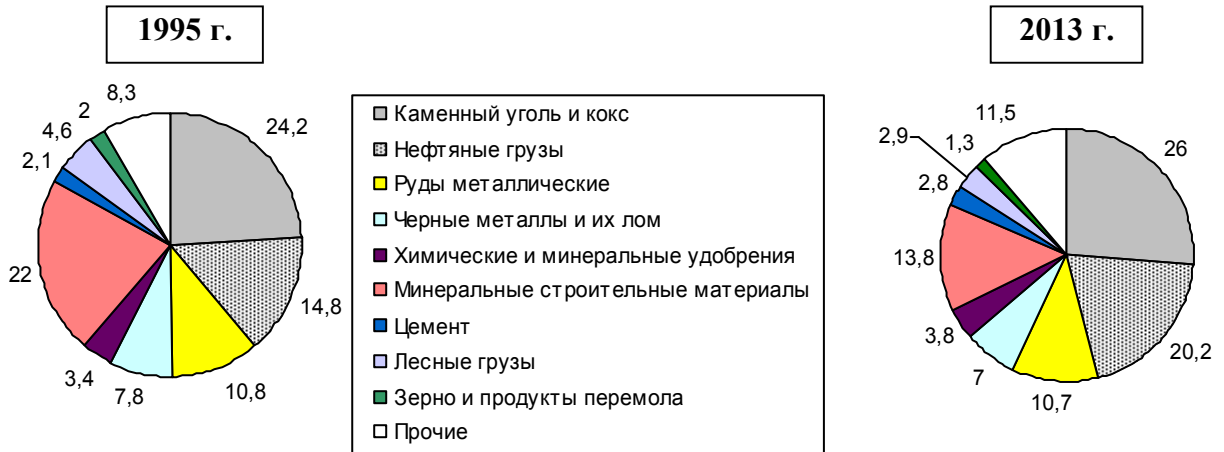 1995 г.
2013 г.
8,3
2
4,6
2,1
22
3,4
7,8
10,8
14,8
24,2
Каменный уголь и кокс
Нефтяные грузы
Руды металлические
Черные металлы и их лом
Химические и минеральные удобрения
Минеральные строительные материалы
Цемент
Лесные грузы
Зерно и продукты перемола
Прочие
11,5
1,3
2,9
2,8
13,8
3,8
7
10,7
20,2
26